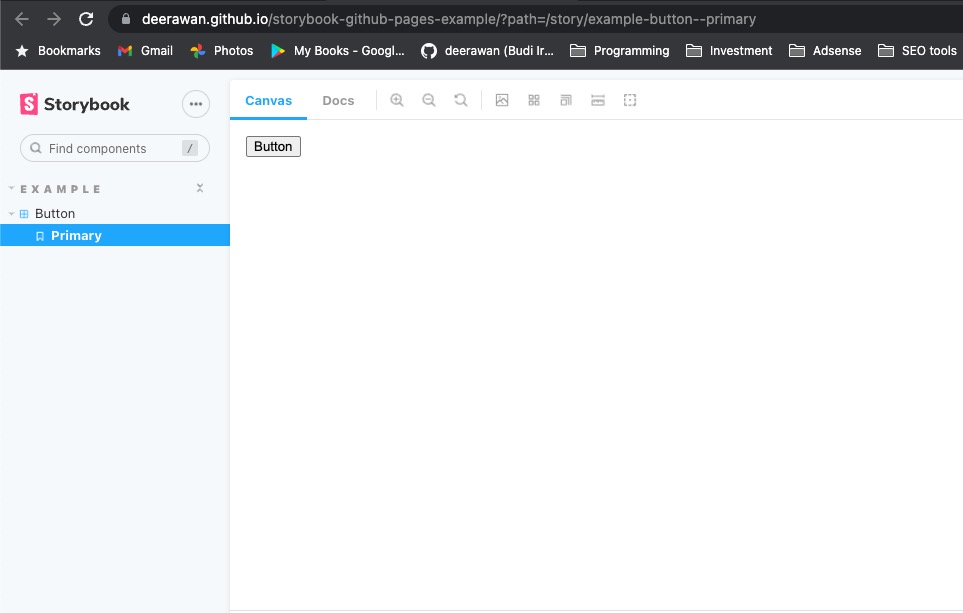 deerawan.github.io/storybook-github-pages-example/?path=/story/example-button--primary
Bookmarks Gmail Photos My Books - Googl... deerawan (Budi Ir... Programming Investment Adsense SEO tools
Storybook
Canvas Docs
Find components /
Button
EXAMPLE
Button
Primary